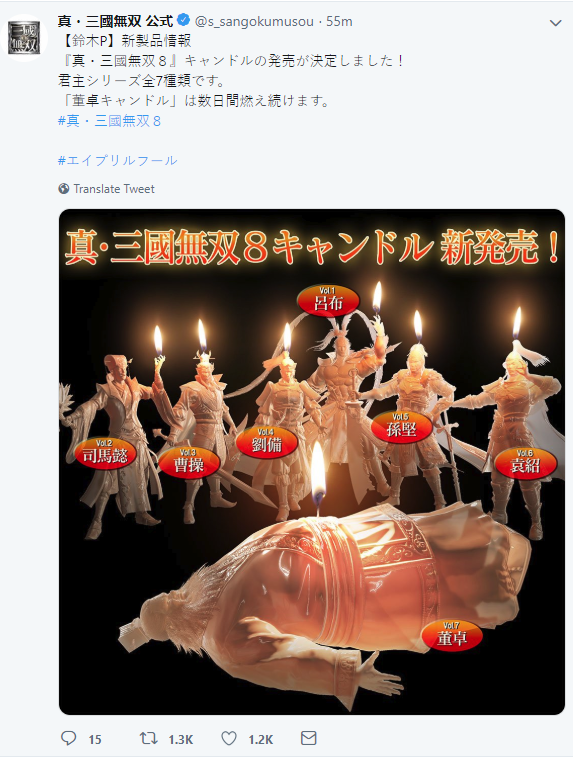 真・三國無双 公式 @s_sangokumusou · 55m
【鈴木P】新製品情報
『真・三國無双８』キャンドルの発売が決定しました！
君主シリーズ全7種類です。
「董卓キャンドル」は数日間燃え続けます。
#真・三國無双８
#エイプリルフール
Translate Tweet
真・三國無双８キャンドル 新発売！
Vol.1
呂布
Vol.2
司馬懿
Vol.3
曹操
Vol.4
劉備
Vol.5
孫堅
Vol.6
袁紹
Vol.7
董卓
15 1.3K 1.2K